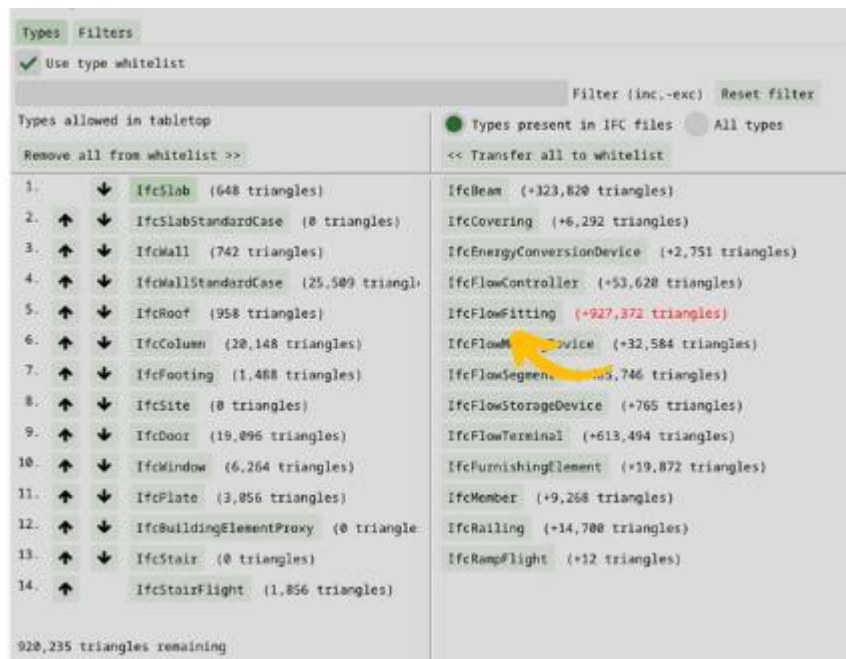 Types Filters
Use type whitelist
Filter (inc,-exc) Reset filter
Types allowed in tabletop
Types present in IFC files All types
Remove all from whitelist >>
<< Transfer all to whitelist
1. IfcSlab (648 triangles)
2. IfcSlabStandardCase (0 triangles)
3. IfcWall (742 triangles)
4. IfcWallStandardCase (25,509 triangl
5. IfcRoof (958 triangles)
6. IfcColumn (20,148 triangles)
7. IfcFooting (1,488 triangles)
8. IfcSite (0 triangles)
9. IfcDoor (19,096 triangles)
10. IfcWindow (6,264 triangles)
11. IfcPlate (3,056 triangles)
12. IfcBuildingElementProxy (0 triangle
13. IfcStair (0 triangles)
14. IfcStairFlight (1,856 triangles)
920,235 triangles remaining
IfcBeam (+323,820 triangles)
IfcCovering (+6,292 triangles)
IfcEnergyConversionDevice (+2,751 triangles)
IfcFlowController (+53,620 triangles)
IfcFlowFitting (+927,372 triangles)
(+32,584 triangles)
IfcFlowSegment triangles)
IfcFlowStorageDevice (+765 triangles)
IfcFlowTerminal (+613,494 triangles)
IfcFurnishingElement (+19,872 triangles)
IfcMember (+9,268 triangles)
IfcRailing (+14,700 triangles)
IfcRampFlight (+12 triangles)